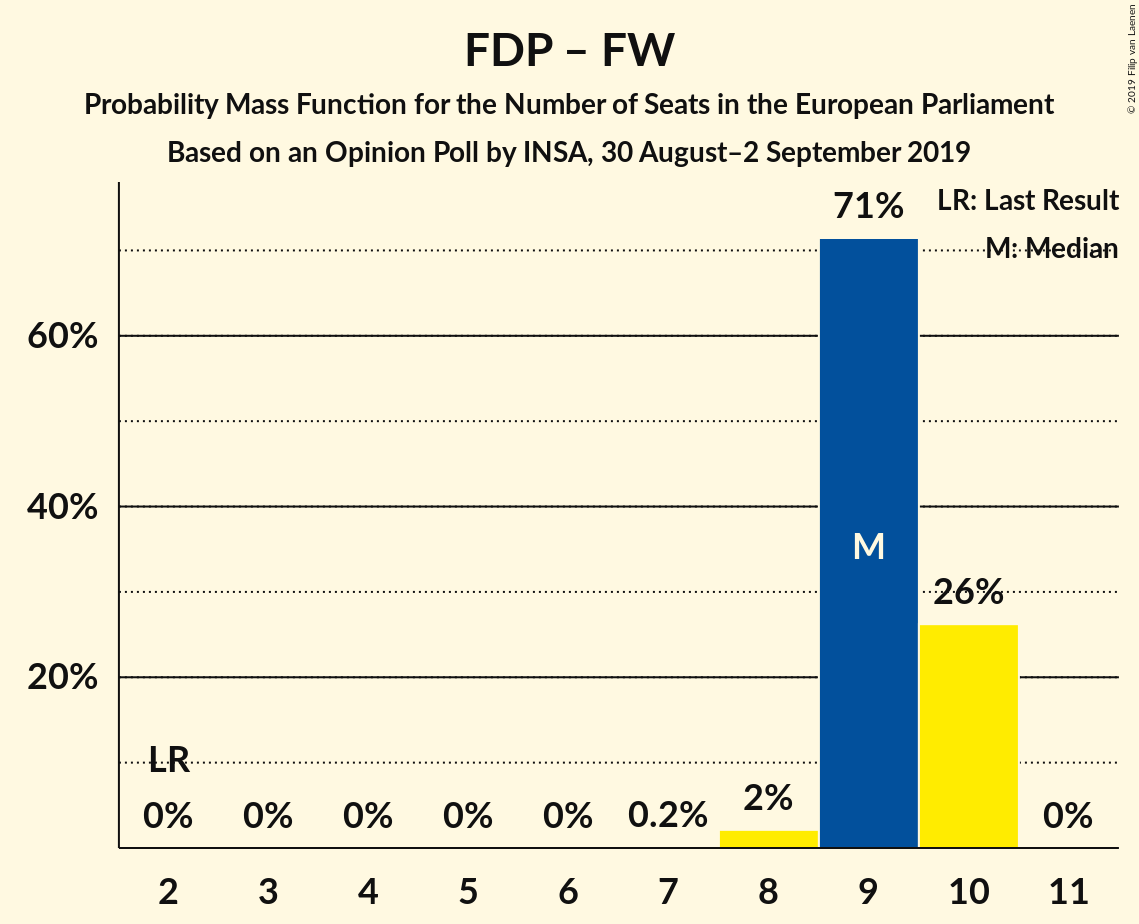 FDP – FW
Probability Mass Function for the Number of Seats in the European Parliament
Based on an Opinion Poll by INSA, 30 August–2 September 2019
© 2019 Filip van Laenen
LR: Last Result
M: Median
71%
60%
40%
M
26%
20%
LR
2%
0% 0% 0% 0% 0% 0.2% 0%
2 3 4 5 6 7 8 9 10 11